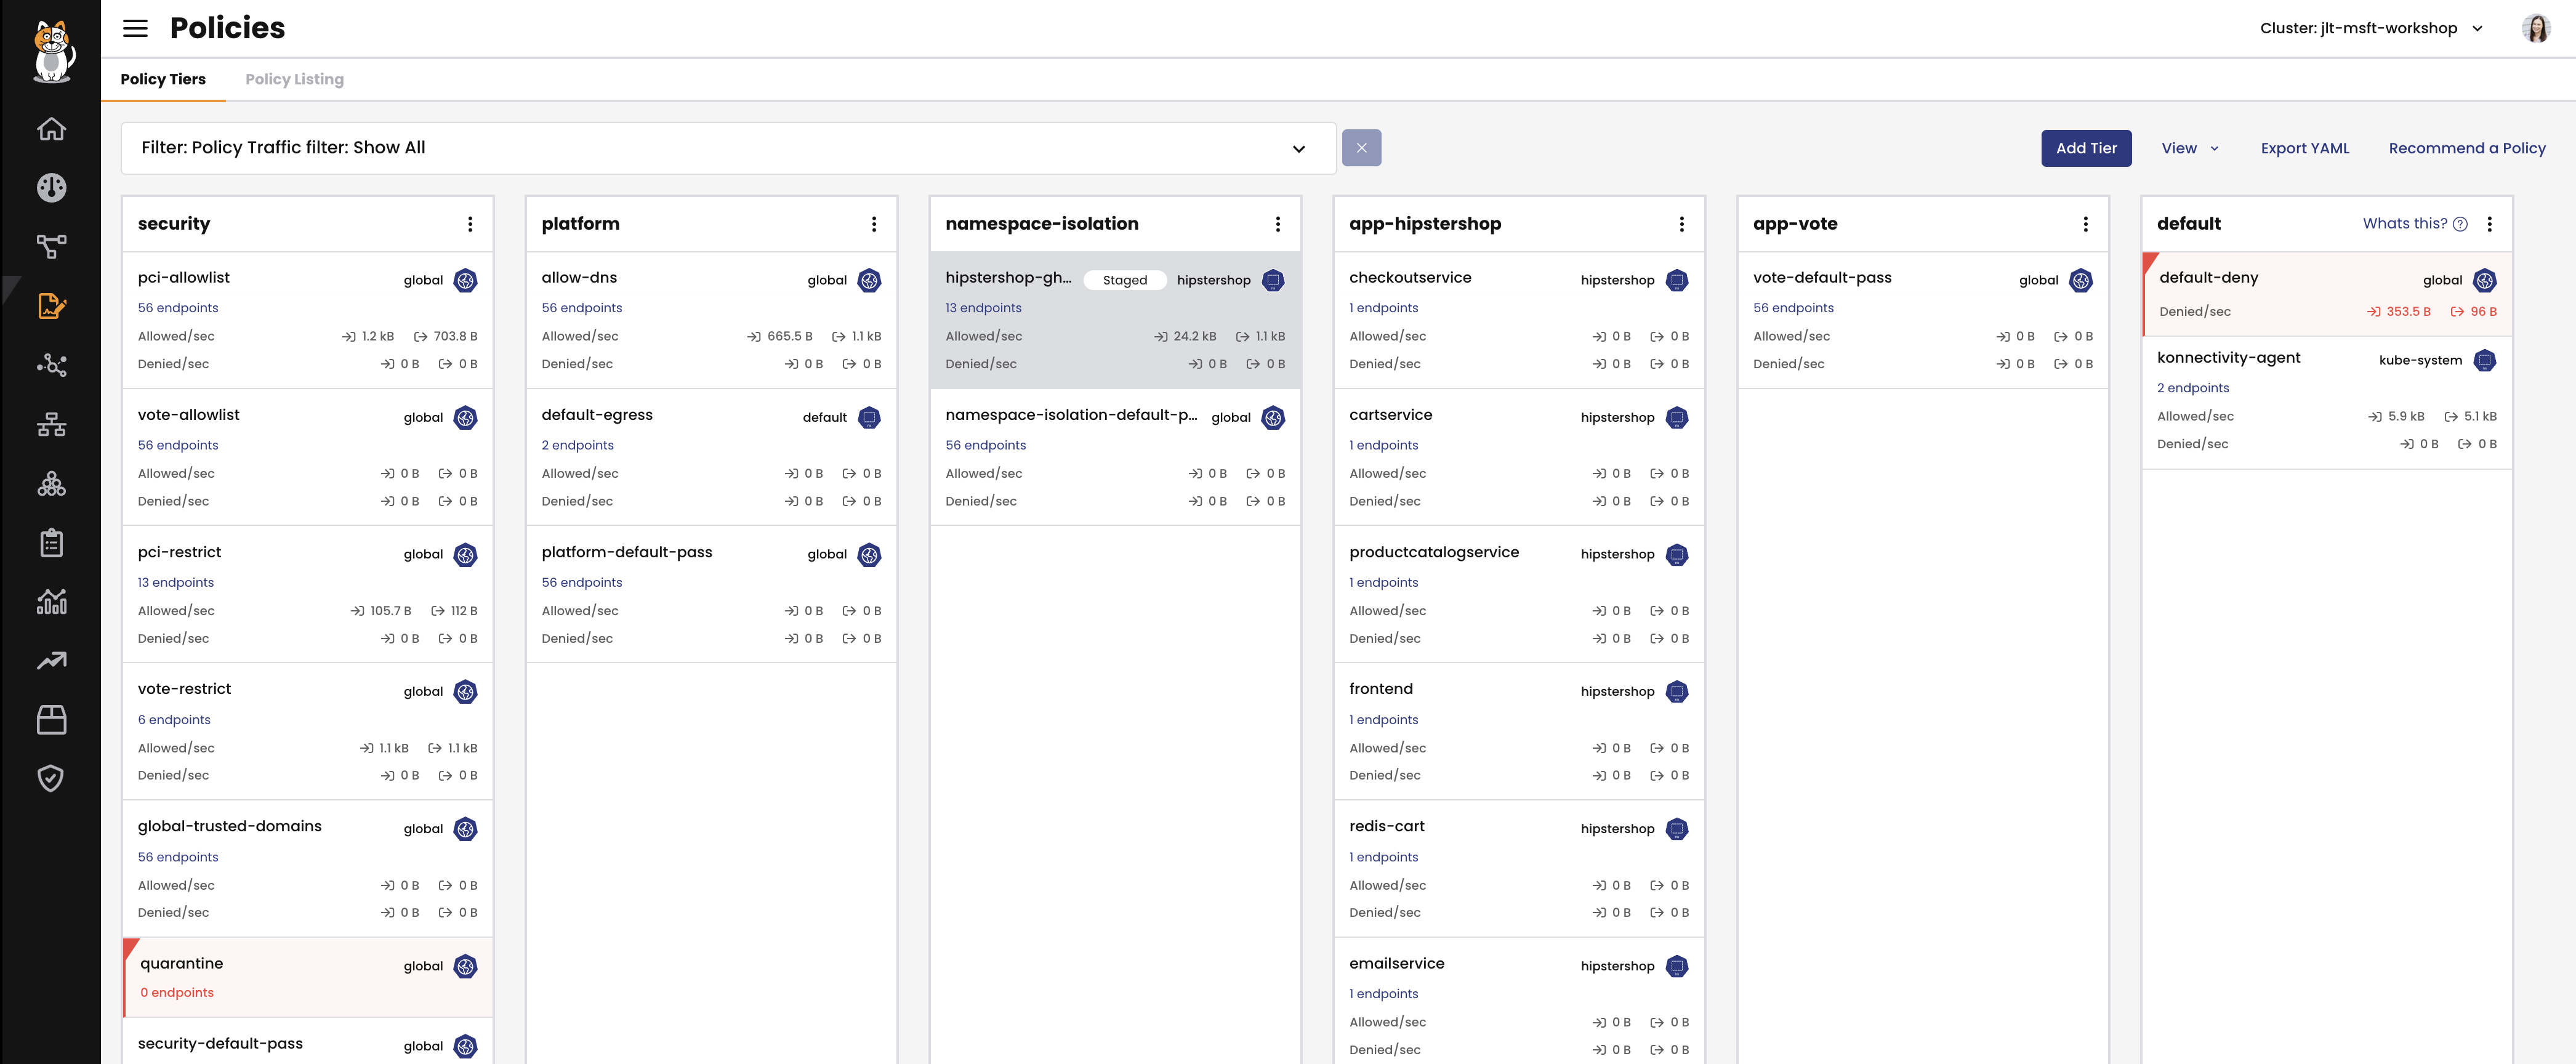 Policies
Cluster: jlt-msft-workshop
Policy Tiers
Policy Listing
Filter: Policy Traffic filter: Show All
Add Tier
View
Export YAML
Recommend a Policy
security
pci-allowlist global
56 endpoints
Allowed/sec 1.2 kB 703.8 B
Denied/sec 0 B 0 B
vote-allowlist global
56 endpoints
Allowed/sec 0 B 0 B
Denied/sec 0 B 0 B
pci-restrict global
13 endpoints
Allowed/sec 105.7 B 112 B
Denied/sec 0 B 0 B
vote-restrict global
6 endpoints
Allowed/sec 1.1 kB 1.1 kB
Denied/sec 0 B 0 B
global-trusted-domains global
56 endpoints
Allowed/sec 0 B 0 B
Denied/sec 0 B 0 B
quarantine global
0 endpoints
security-default-pass global
platform
allow-dns global
56 endpoints
Allowed/sec 665.5 B 1.1 kB
Denied/sec 0 B 0 B
default-egress default
2 endpoints
Allowed/sec 0 B 0 B
Denied/sec 0 B 0 B
platform-default-pass global
56 endpoints
Allowed/sec 0 B 0 B
Denied/sec 0 B 0 B
namespace-isolation
hipstershop-gh... Staged hipstershop
13 endpoints
Allowed/sec 24.2 kB 1.1 kB
Denied/sec 0 B 0 B
namespace-isolation-default-p... global
56 endpoints
Allowed/sec 0 B 0 B
Denied/sec 0 B 0 B
app-hipstershop
checkoutservice hipstershop
1 endpoints
Allowed/sec 0 B 0 B
Denied/sec 0 B 0 B
cartservice hipstershop
1 endpoints
Allowed/sec 0 B 0 B
Denied/sec 0 B 0 B
productcatalogservice hipstershop
1 endpoints
Allowed/sec 0 B 0 B
Denied/sec 0 B 0 B
frontend hipstershop
1 endpoints
Allowed/sec 0 B 0 B
Denied/sec 0 B 0 B
redis-cart hipstershop
1 endpoints
Allowed/sec 0 B 0 B
Denied/sec 0 B 0 B
emailservice hipstershop
1 endpoints
Allowed/sec 0 B 0 B
Denied/sec 0 B 0 B
app-vote
vote-default-pass global
56 endpoints
Allowed/sec 0 B 0 B
Denied/sec 0 B 0 B
default Whats this?
default-deny global
Denied/sec 353.5 B 96 B
konnectivity-agent kube-system
2 endpoints
Allowed/sec 5.9 kB 5.1 kB
Denied/sec 0 B 0 B